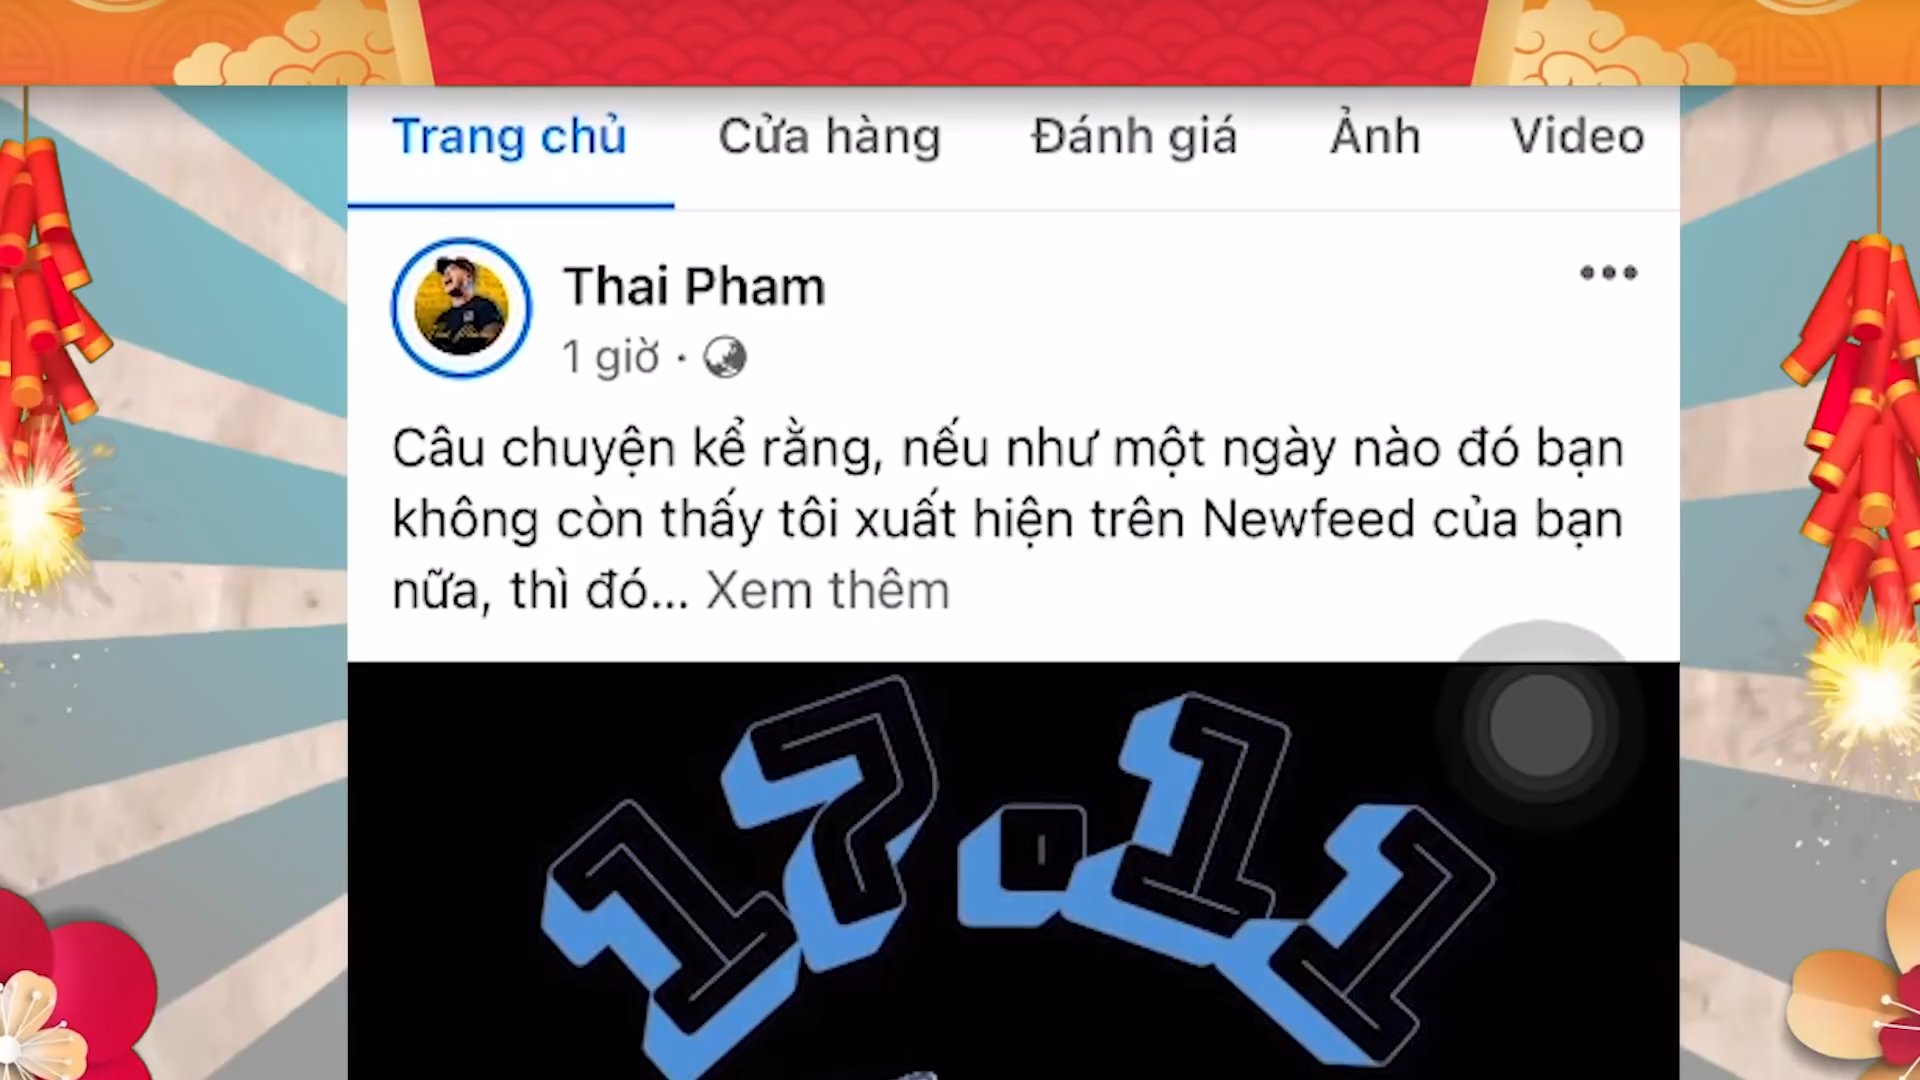 Trang chủ Cửa hàng Đánh giá Ảnh Video
Thai Pham
1 giờ ·
Câu chuyện kể rằng, nếu như một ngày nào đó bạn
không còn thấy tôi xuất hiện trên Newfeed của bạn
nữa, thì đó... Xem thêm
17.11